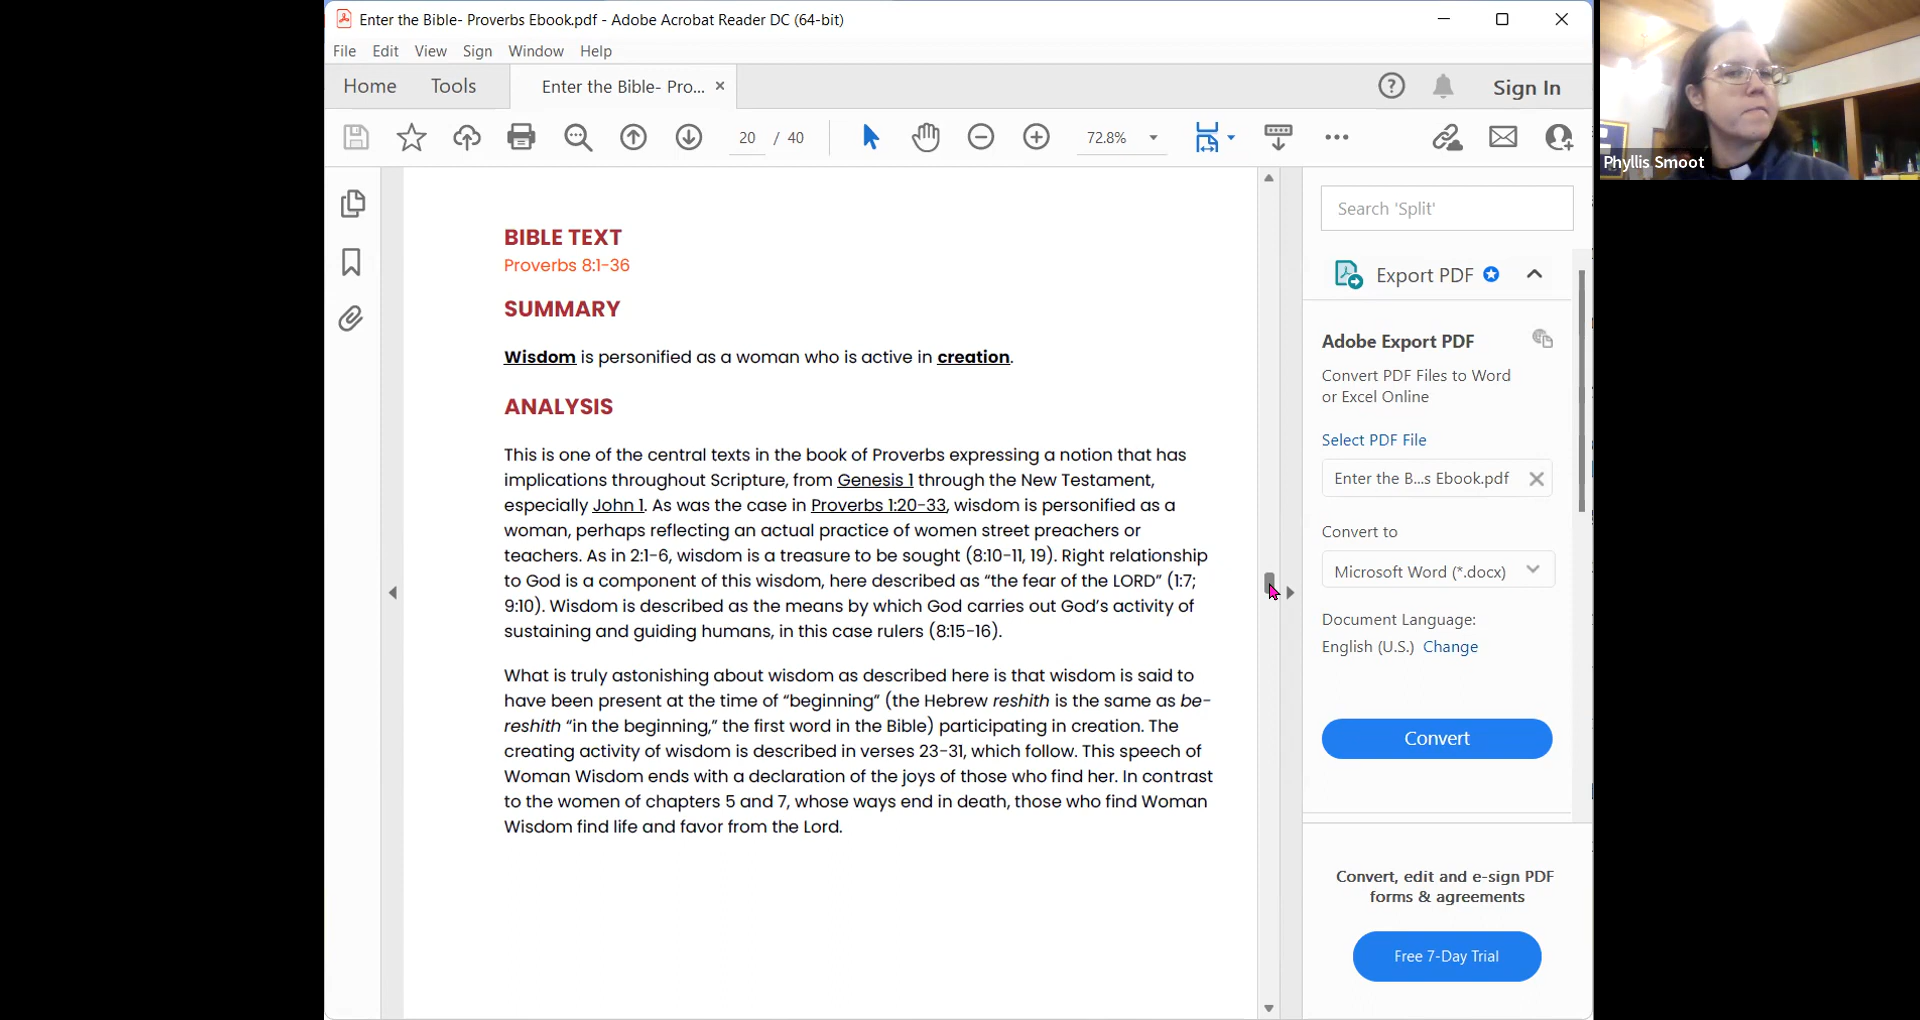 Enter the Bible- Proverbs Ebook.pdf - Adobe Acrobat Reader DC (64-bit)
File Edit View Sign Window Help
Home Tools Enter the Bible- Pro... × Sign In
20 / 40 72.8%
Phyllis Smoot
BIBLE TEXT
Proverbs 8:1-36
SUMMARY
Wisdom is personified as a woman who is active in creation.
ANALYSIS
This is one of the central texts in the book of Proverbs expressing a notion that has
implications throughout Scripture, from Genesis 1 through the New Testament,
especially John 1. As was the case in Proverbs 1:20-33, wisdom is personified as a
woman, perhaps reflecting an actual practice of women street preachers or
teachers. As in 2:1-6, wisdom is a treasure to be sought (8:10-11, 19). Right relationship
to God is a component of this wisdom, here described as “the fear of the LORD” (1:7;
9:10). Wisdom is described as the means by which God carries out God’s activity of
sustaining and guiding humans, in this case rulers (8:15-16).
What is truly astonishing about wisdom as described here is that wisdom is said to
have been present at the time of “beginning” (the Hebrew reshith is the same as be-
reshith “in the beginning,” the first word in the Bible) participating in creation. The
creating activity of wisdom is described in verses 23-31, which follow. This speech of
Woman Wisdom ends with a declaration of the joys of those who find her. In contrast
to the women of chapters 5 and 7, whose ways end in death, those who find Woman
Wisdom find life and favor from the Lord.
Search 'Split'
Export PDF
Adobe Export PDF
Convert PDF Files to Word
or Excel Online
Select PDF File
Enter the B...s Ebook.pdf
Convert to
Microsoft Word (*.docx)
Document Language:
English (U.S.) Change
Convert
Convert, edit and e-sign PDF
forms & agreements
Free 7-Day Trial